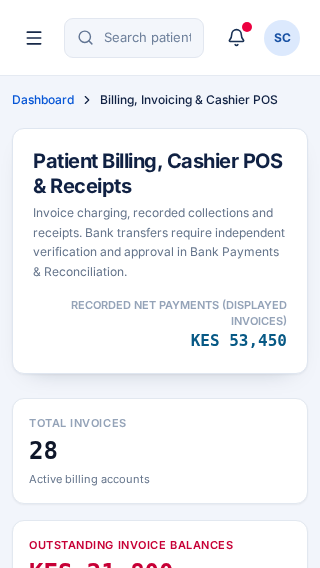 Search patient
SC
Dashboard > Billing, Invoicing & Cashier POS
Patient Billing, Cashier POS
& Receipts
Invoice charging, recorded collections and
receipts. Bank transfers require independent
verification and approval in Bank Payments
& Reconciliation.
RECORDED NET PAYMENTS (DISPLAYED
INVOICES)
KES 53,450
TOTAL INVOICES
28
Active billing accounts
OUTSTANDING INVOICE BALANCES